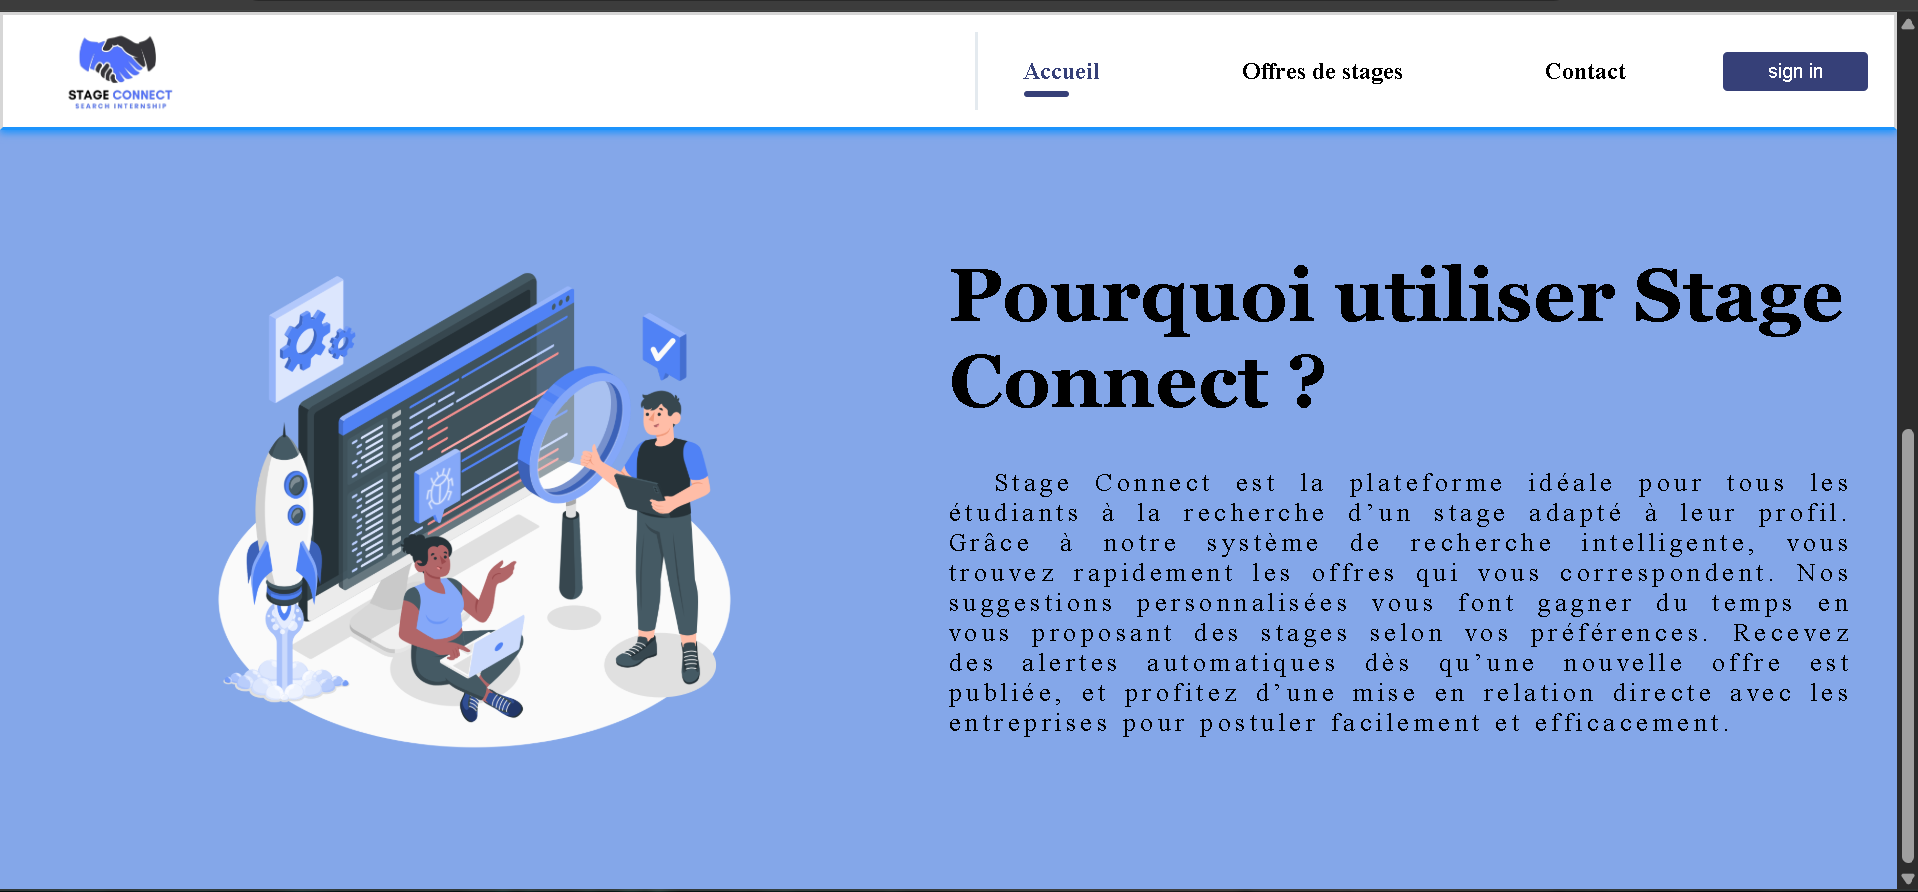 STAGE CONNECT
SEARCH INTERNSHIP
Accueil
Offres de stages
Contact
sign in
Pourquoi utiliser Stage
Connect ?
Stage Connect est la plateforme idéale pour tous les
étudiants à la recherche d’un stage adapté à leur profil.
Grâce à notre système de recherche intelligente, vous
trouvez rapidement les offres qui vous correspondent. Nos
suggestions personnalisées vous font gagner du temps en
vous proposant des stages selon vos préférences. Recevez
des alertes automatiques dès qu’une nouvelle offre est
publiée, et profitez d’une mise en relation directe avec les
entreprises pour postuler facilement et efficacement.